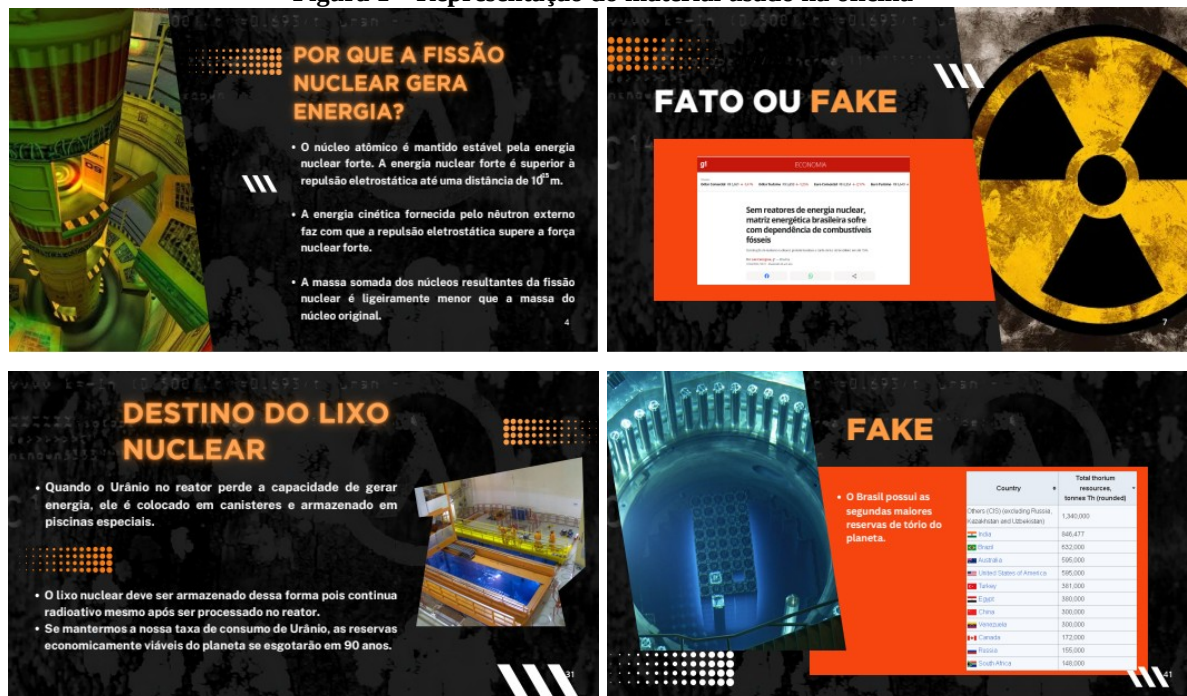 Figura 1 – Representação do material usado na oficina
POR QUE A FISSÃO
NUCLEAR GERA
ENERGIA?
• O núcleo atômico é mantido estável pela energia
nuclear forte. A energia nuclear forte é superior à
repulsão eletrostática até uma distância de 10 m.
• A energia cinética fornecida pelo nêutron externo
faz com que a repulsão eletrostática supere a força
nuclear forte.
• A massa somada dos núcleos resultantes da fissão
nuclear é ligeiramente menor que a massa do
núcleo original.
4
FATO OU FAKE
g1
ECONOMIA
Sem reatores de energia nuclear,
matriz energética brasileira sofre
com dependência de combustíveis
fósseis
7
DESTINO DO LIXO
NUCLEAR
• Quando o Urânio no reator perde a capacidade de gerar
energia, ele é colocado em canisteres e armazenado em
piscinas especiais.
• O lixo nuclear deve ser armazenado dessa forma pois continua
radioativo mesmo após ser processado no reator.
• Se mantermos a nossa taxa de consumo de Urânio, as reservas
economicamente viáveis do planeta se esgotarão em 90 anos.
31
FAKE
• O Brasil possui as
segundas maiores
reservas de tório do
planeta.
Country
Total thorium
resources,
tonnes Th (rounded)
Others (CIS) (excluding Russia,
Kazakhstan and Uzbekistan) 1,340,000
India 846,477
Brazil 632,000
Australia 595,000
United States of America 595,000
Turkey 381,000
Egypt 380,000
China 300,000
Venezuela 300,000
Canada 172,000
Russia 155,000
South Africa 148,000
41